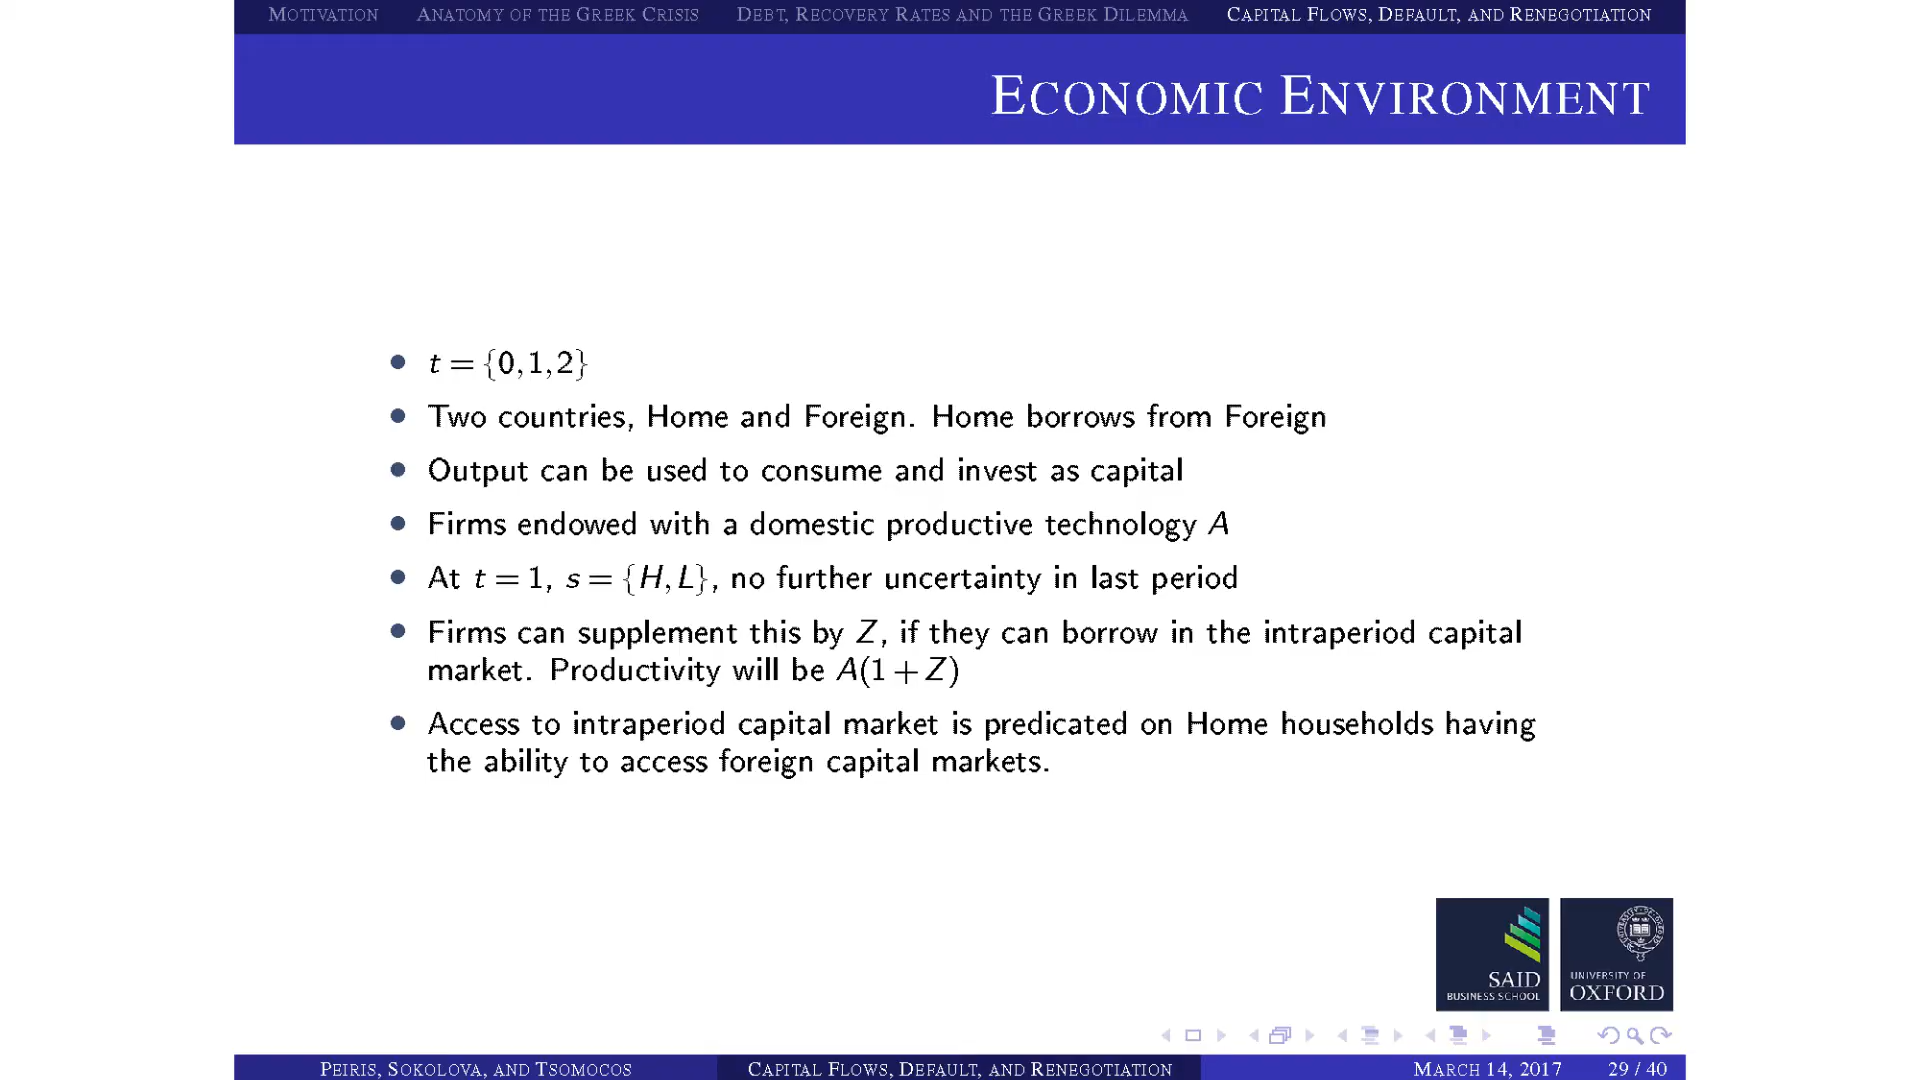 MOTIVATION ANATOMY OF THE GREEK CRISIS DEBT, RECOVERY RATES AND THE GREEK DILEMMA CAPITAL FLOWS, DEFAULT, AND RENEGOTIATION
ECONOMIC ENVIRONMENT
• t = {0,1,2}
• Two countries, Home and Foreign. Home borrows from Foreign
• Output can be used to consume and invest as capital
• Firms endowed with a domestic productive technology A
• At t = 1, s = {H,L}, no further uncertainty in last period
• Firms can supplement this by Z, if they can borrow in the intraperiod capital
market. Productivity will be A(1+Z)
• Access to intraperiod capital market is predicated on Home households having
the ability to access foreign capital markets.
SAID
BUSINESS SCHOOL
UNIVERSITY OF
OXFORD
PEIRIS, SOKOLOVA, AND TSOMOCOS CAPITAL FLOWS, DEFAULT, AND RENEGOTIATION MARCH 14, 2017 29 / 40